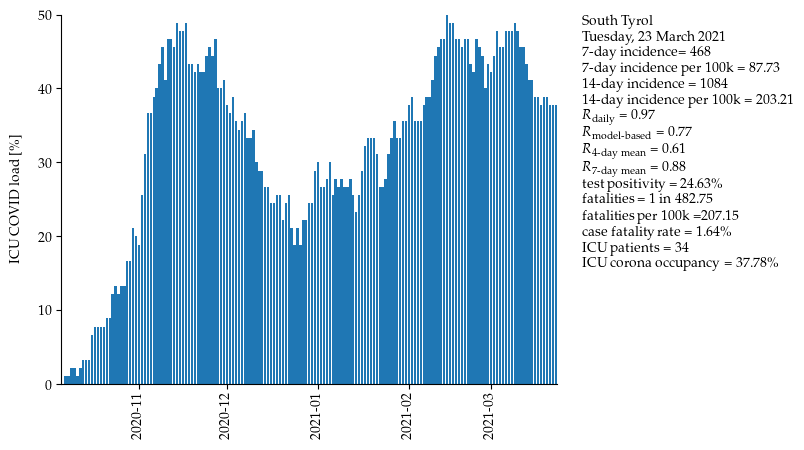 50
40
30
20
10
0
ICU COVID load [%]
2020-11
2020-12
2021-01
2021-02
2021-03
South Tyrol
Tuesday, 23 March 2021
7-day incidence= 468
7-day incidence per 100k = 87.73
14-day incidence = 1084
14-day incidence per 100k = 203.21
Rdaily = 0.97
Rmodel-based = 0.77
R4-day mean = 0.61
R7-day mean = 0.88
test positivity = 24.63%
fatalities = 1 in 482.75
fatalities per 100k =207.15
case fatality rate = 1.64%
ICU patients = 34
ICU corona occupancy = 37.78%